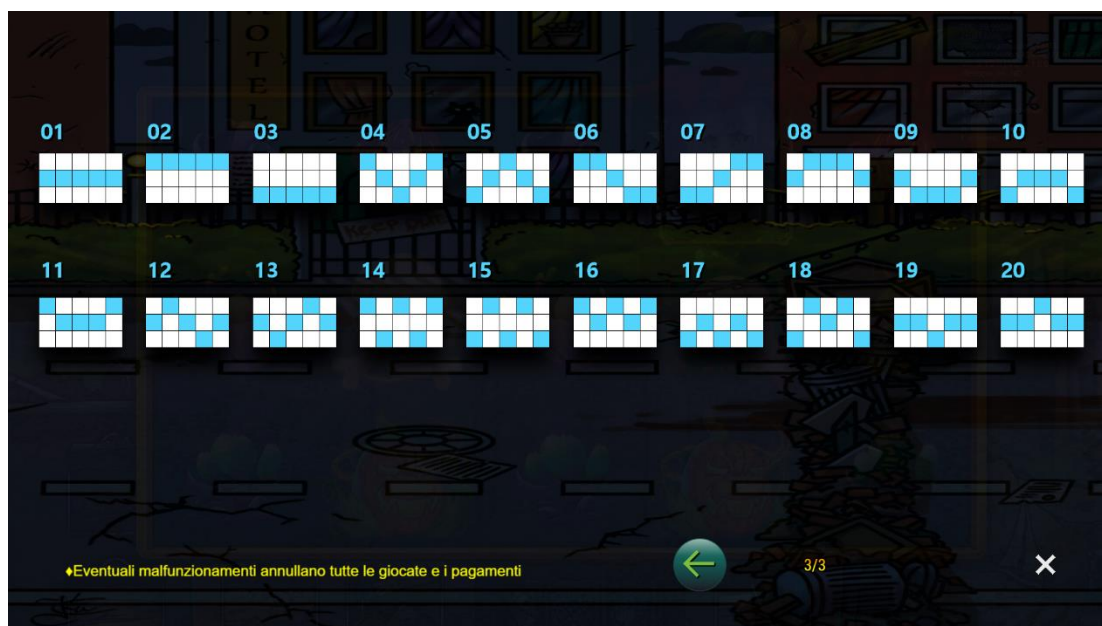 HOTEL
01 02 03 04 05 06 07 08 09 10
11 12 13 14 15 16 17 18 19 20
♦Eventuali malfunzionamenti annullano tutte le giocate e i pagamenti
3/3